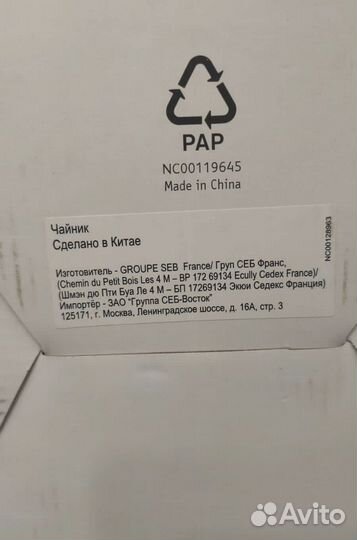 PAP
NC00119645
Made in China
Чайник
Сделано в Китае
Изготовитель - GROUPE SEB France/ Груп СЕБ Франс,
(Chemin du Petit Bois Les 4 M – BP 172 69134 Ecully Cedex France)/
(Шмэн дю Пти Буа Ле 4 М – БП 17269134 Экюи Седекс Франция)
Импортёр - ЗАО "Группа СЕБ-Восток"
125171, г. Москва, Ленинградское шоссе, д. 16А, стр. 3
NC00128963
Avito